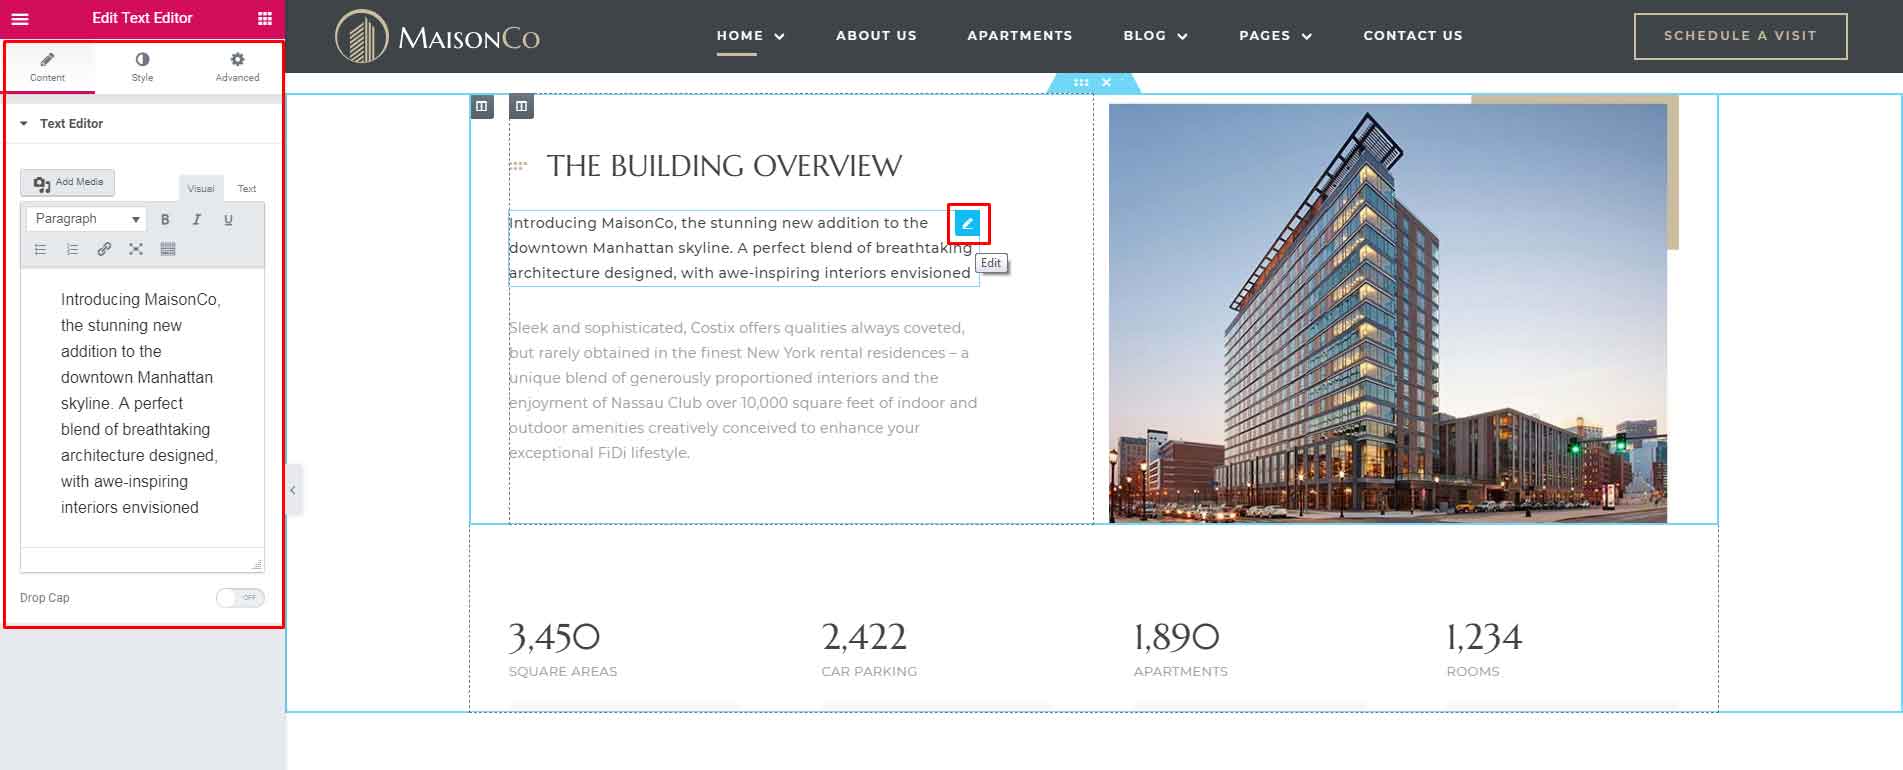 Edit Text Editor
Content
Style
Advanced
Text Editor
Add Media
Visual
Text
Paragraph
B
I
U
Introducing MaisonCo,
the stunning new
addition to the
downtown Manhattan
skyline. A perfect
blend of breathtaking
architecture designed,
with awe-inspiring
interiors envisioned
Drop Cap
OFF
MAISONCO
HOME
ABOUT US
APARTMENTS
BLOG
PAGES
CONTACT US
SCHEDULE A VISIT
THE BUILDING OVERVIEW
Introducing MaisonCo, the stunning new addition to the
downtown Manhattan skyline. A perfect blend of breathtaking
architecture designed, with awe-inspiring interiors envisioned
Edit
Sleek and sophisticated, Costix offers qualities always coveted,
but rarely obtained in the finest New York rental residences – a
unique blend of generously proportioned interiors and the
enjoyment of Nassau Club over 10,000 square feet of indoor and
outdoor amenities creatively conceived to enhance your
exceptional FiDi lifestyle.
3,450
SQUARE AREAS
2,422
CAR PARKING
1,890
APARTMENTS
1,234
ROOMS